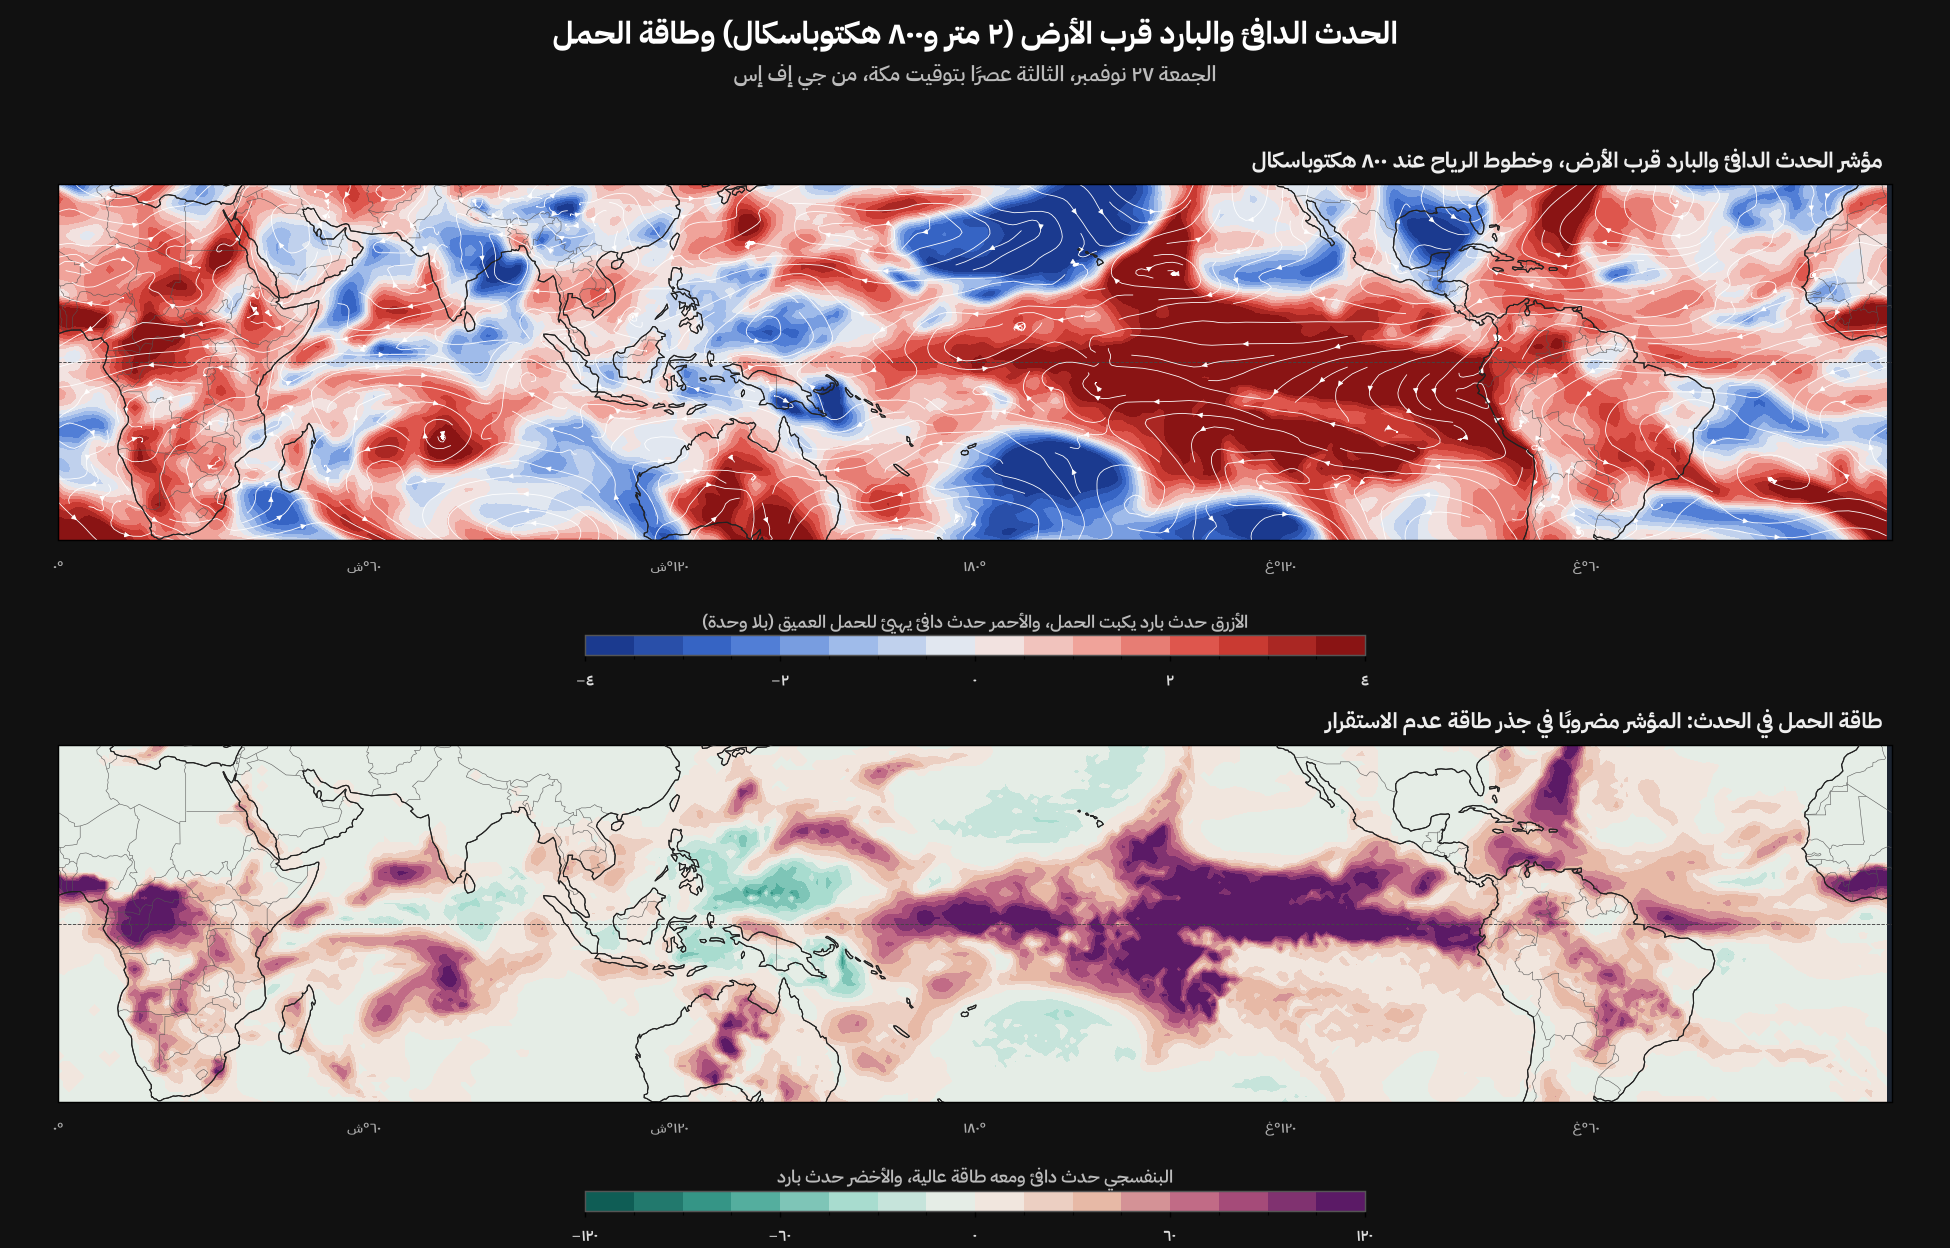 الحدث الدافئ والبارد قرب الأرض (٢ متر و٨٠٠ هكتوباسكال) وطاقة الحمل
الجمعة ٢٧ نوفمبر، الثالثة عصرًا بتوقيت مكة، من جي إف إس
مؤشر الحدث الدافئ والبارد قرب الأرض، وخطوط الرياح عند ٨٠٠ هكتوباسكال
٠° ٦٠°ش ١٢٠°ش ١٨٠° ١٢٠°غ ٦٠°غ
الأزرق حدث بارد يكبت الحمل، والأحمر حدث دافئ يهيئ للحمل العميق (بلا وحدة)
−٤ −٢ ٠ ٢ ٤
طاقة الحمل في الحدث: المؤشر مضروبًا في جذر طاقة عدم الاستقرار
٠° ٦٠°ش ١٢٠°ش ١٨٠° ١٢٠°غ ٦٠°غ
البنفسجي حدث دافئ ومعه طاقة عالية، والأخضر حدث بارد
−١٢٠ −٦٠ ٠ ٦٠ ١٢٠